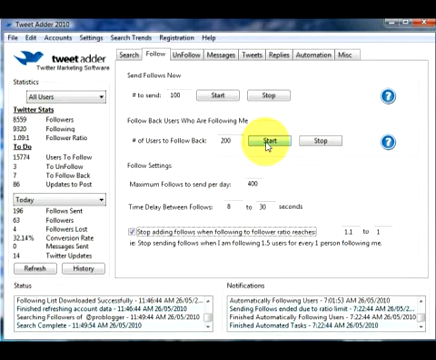 Tweet Adder 2010
File Edit Accounts Settings Trends Registration Help
tweet adder
Twitter Marketing Software
Search Follow UnFollow Messages Tweets Replies Automation Misc
Statistics
All Users
Twitter Stats
8559 Followers
9320 Following
1.09:1 Follower Ratio
To Do
15774 Users To Follow
3 To UnFollow
7 To Follow Back
86 Updates to Post
Today
196 Follows Sent
63 Followers
4 Followers Lost
32.14% Conversion Rate
0 Messages Sent
14 Twitter Updates
Refresh History
Send Follows Now
# to send: 100 Start Stop ?
Follow Back Users Who Are Following Me
# of Users to Follow Back: 200 Start Stop ?
Follow Settings
Maximum Follows to send per day: 400
Time Delay Between Follows: 8 to 30 seconds ?
Stop adding follows when following to follower ratio reaches: 1.1 to 1
ie: Stop sending follows when I am following 1.5 users for every 1 person following me.
Status
Following List Downloaded Successfully - 11:46:44 AM 26/05/2010
Finished refreshing account data - 11:46:44 AM 26/05/2010
Searching Followers of @problogger - 11:49:44 AM 26/05/2010
Search Complete - 11:49:54 AM 26/05/2010
Notifications
Automatically Following Users - 7:01:53 AM 26/05/2010
Sending Follows ended due to ratio limit - 7:22:44 AM 26/05/2010
Finished Automatically Following Users - 7:22:44 AM 26/05/2010
Finished Automated Tasks - 7:22:44 AM 26/05/2010